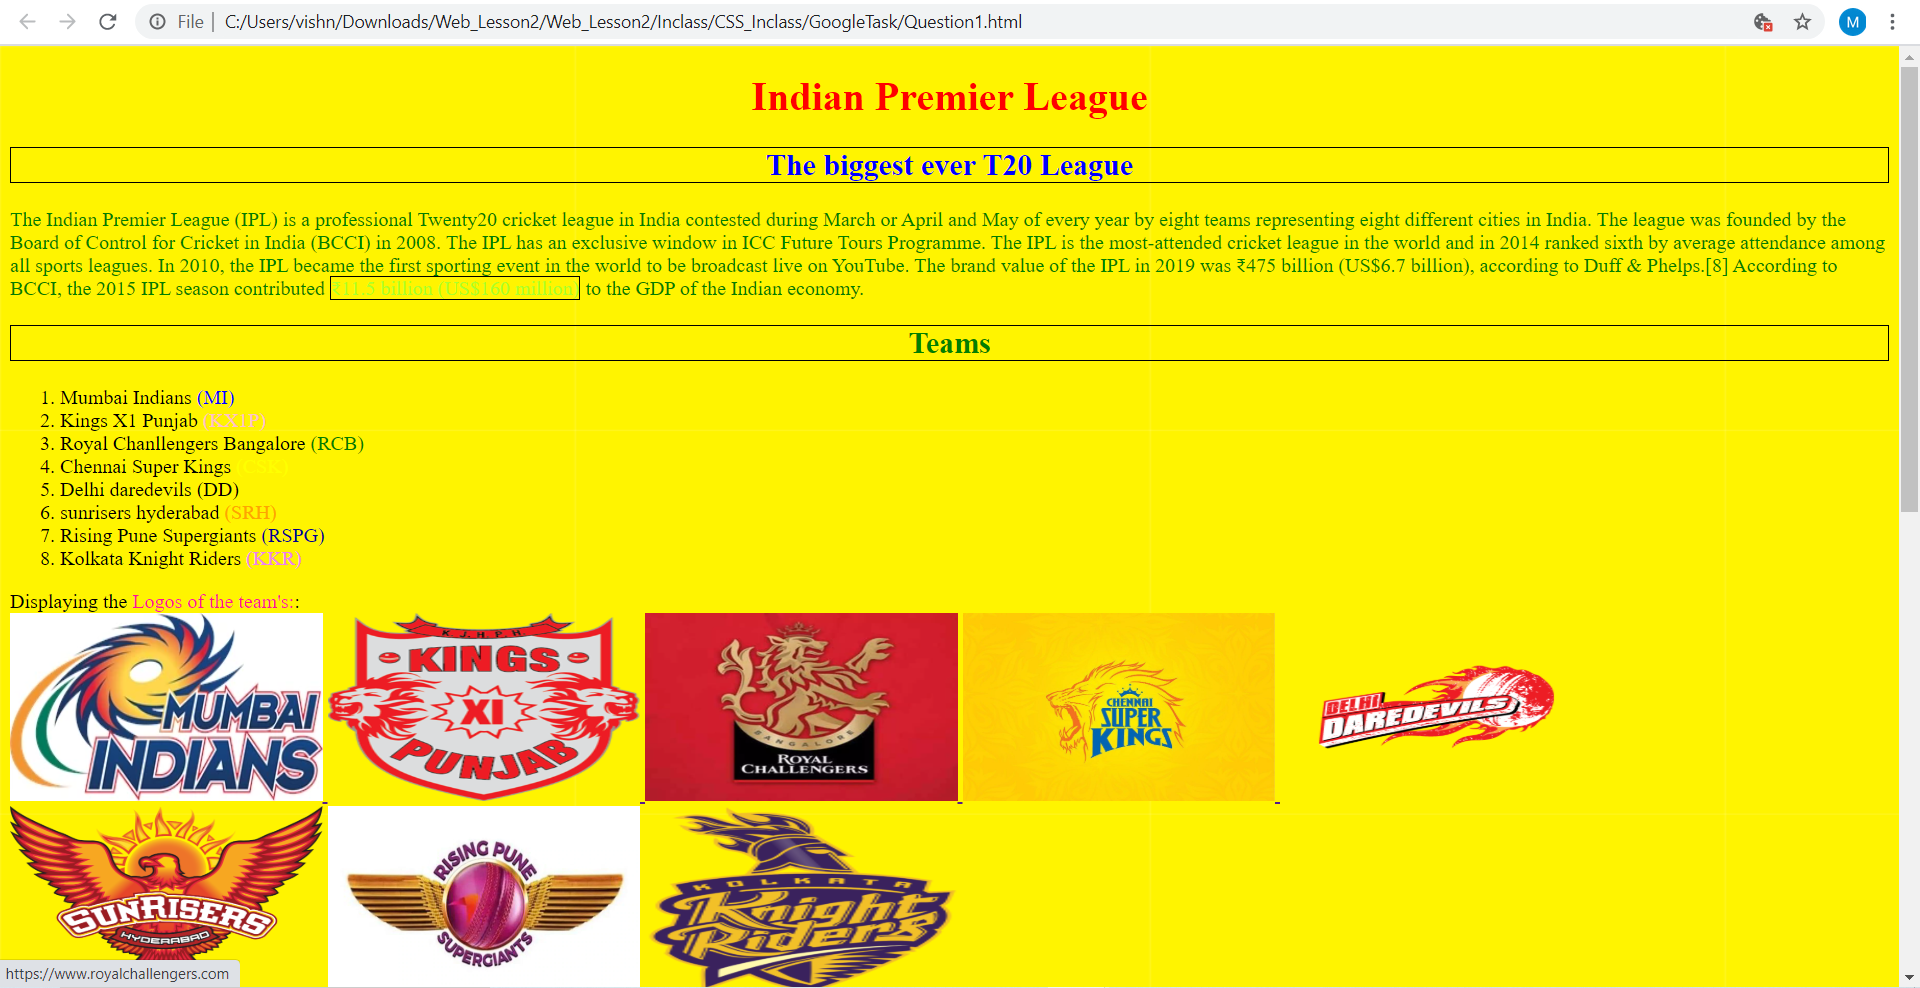 File | C:/Users/vishn/Downloads/Web_Lesson2/Web_Lesson2/Inclass/CSS_Inclass/GoogleTask/Question1.html
M
Indian Premier League
The biggest ever T20 League
The Indian Premier League (IPL) is a professional Twenty20 cricket league in India contested during March or April and May of every year by eight teams representing eight different cities in India. The league was founded by the
Board of Control for Cricket in India (BCCI) in 2008. The IPL has an exclusive window in ICC Future Tours Programme. The IPL is the most-attended cricket league in the world and in 2014 ranked sixth by average attendance among
all sports leagues. In 2010, the IPL became the first sporting event in the world to be broadcast live on YouTube. The brand value of the IPL in 2019 was ₹475 billion (US$6.7 billion), according to Duff & Phelps.[8] According to
BCCI, the 2015 IPL season contributed ₹11.5 billion (US$160 million) to the GDP of the Indian economy.
Teams
1. Mumbai Indians (MI)
2. Kings X1 Punjab (KX1P)
3. Royal Chanllengers Bangalore (RCB)
4. Chennai Super Kings (CSK)
5. Delhi daredevils (DD)
6. sunrisers hyderabad (SRH)
7. Rising Pune Supergiants (RSPG)
8. Kolkata Knight Riders (KKR)
Displaying the Logos of the team's::
MUMBAI
INDIANS
K.J.H.P.H
KINGS
XI
PUNJAB
BANGALORE
ROYAL
CHALLENGERS
CHENNAI
SUPER
KINGS
DELHI
DAREDEVILS
SUNRISERS
HYDERABAD
RISING PUNE
SUPERGIANTS
KOLKATA
Knight
Riders
https://www.royalchallengers.com